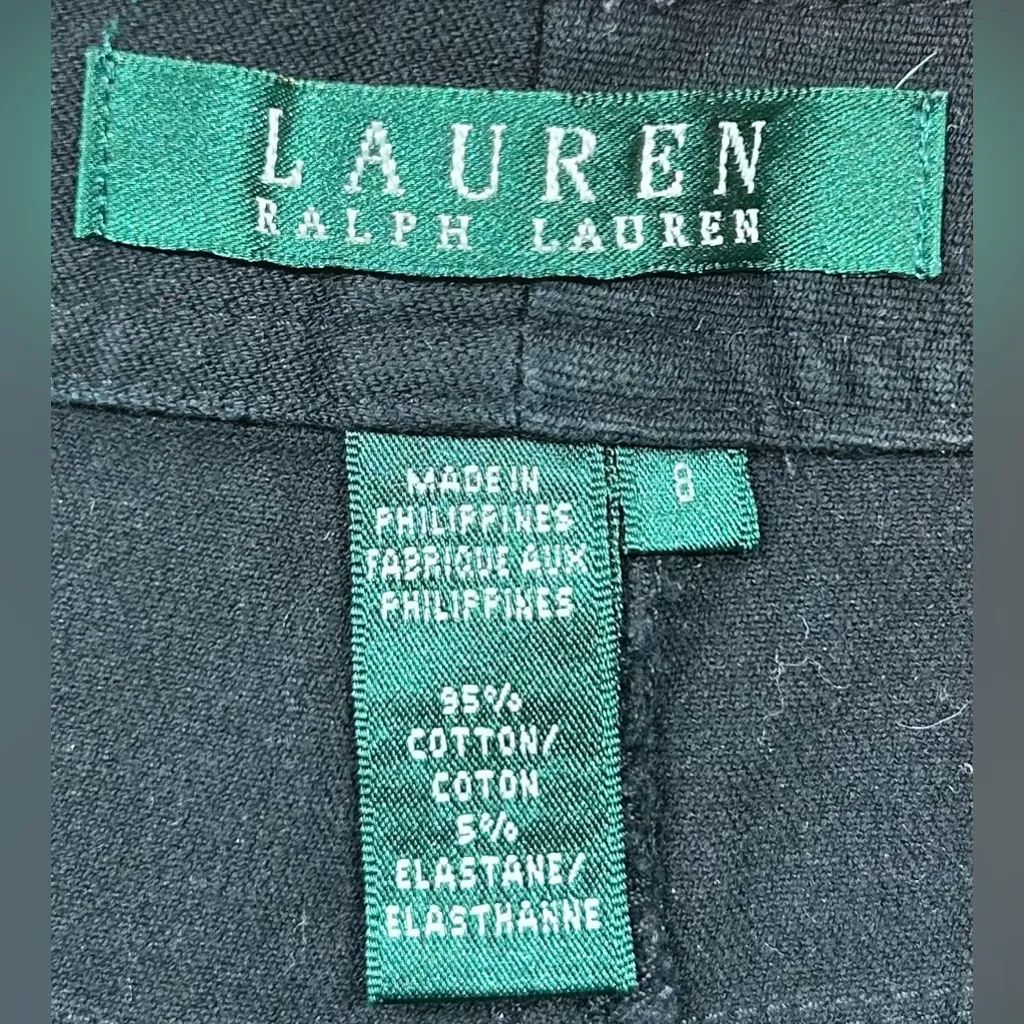 LAUREN
RALPH LAUREN
8
MADE IN
PHILIPPINES
FABRIQUE AUX
PHILIPPINES
95%
COTTON/
COTON
5%
ELASTANE/
ELASTHANNE